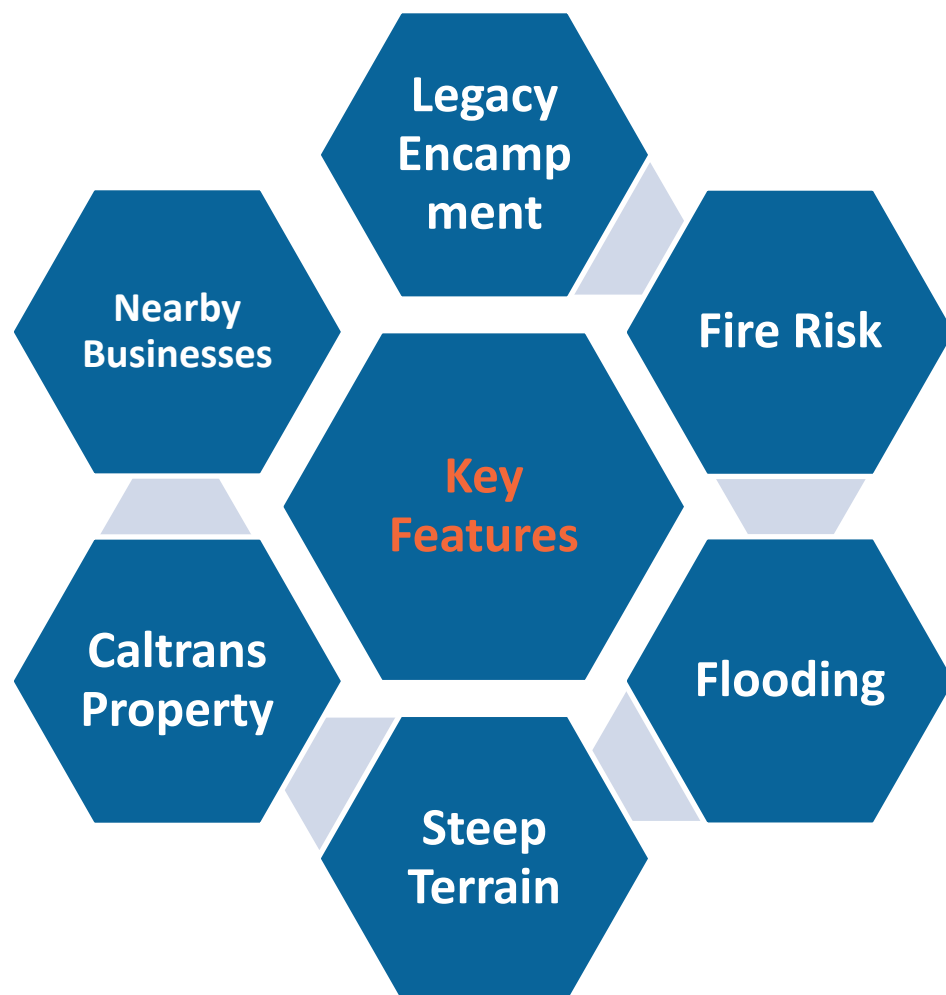 Legacy
Encamp
ment
Nearby
Businesses
Fire Risk
Key
Features
Caltrans
Property
Flooding
Steep
Terrain